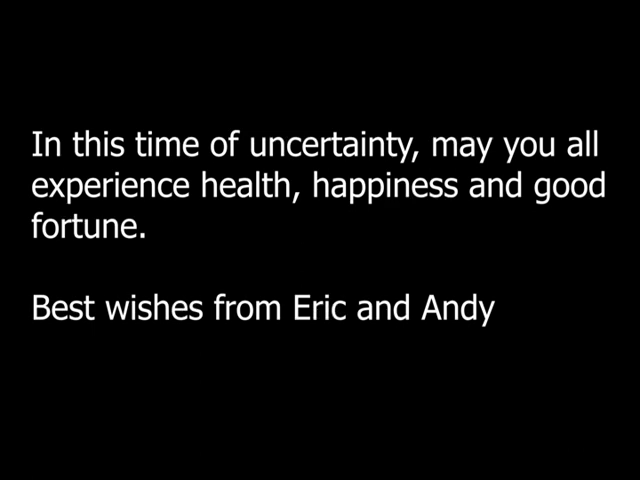 In this time of uncertainty, may you all
experience health, happiness and good
fortune.
Best wishes from Eric and Andy